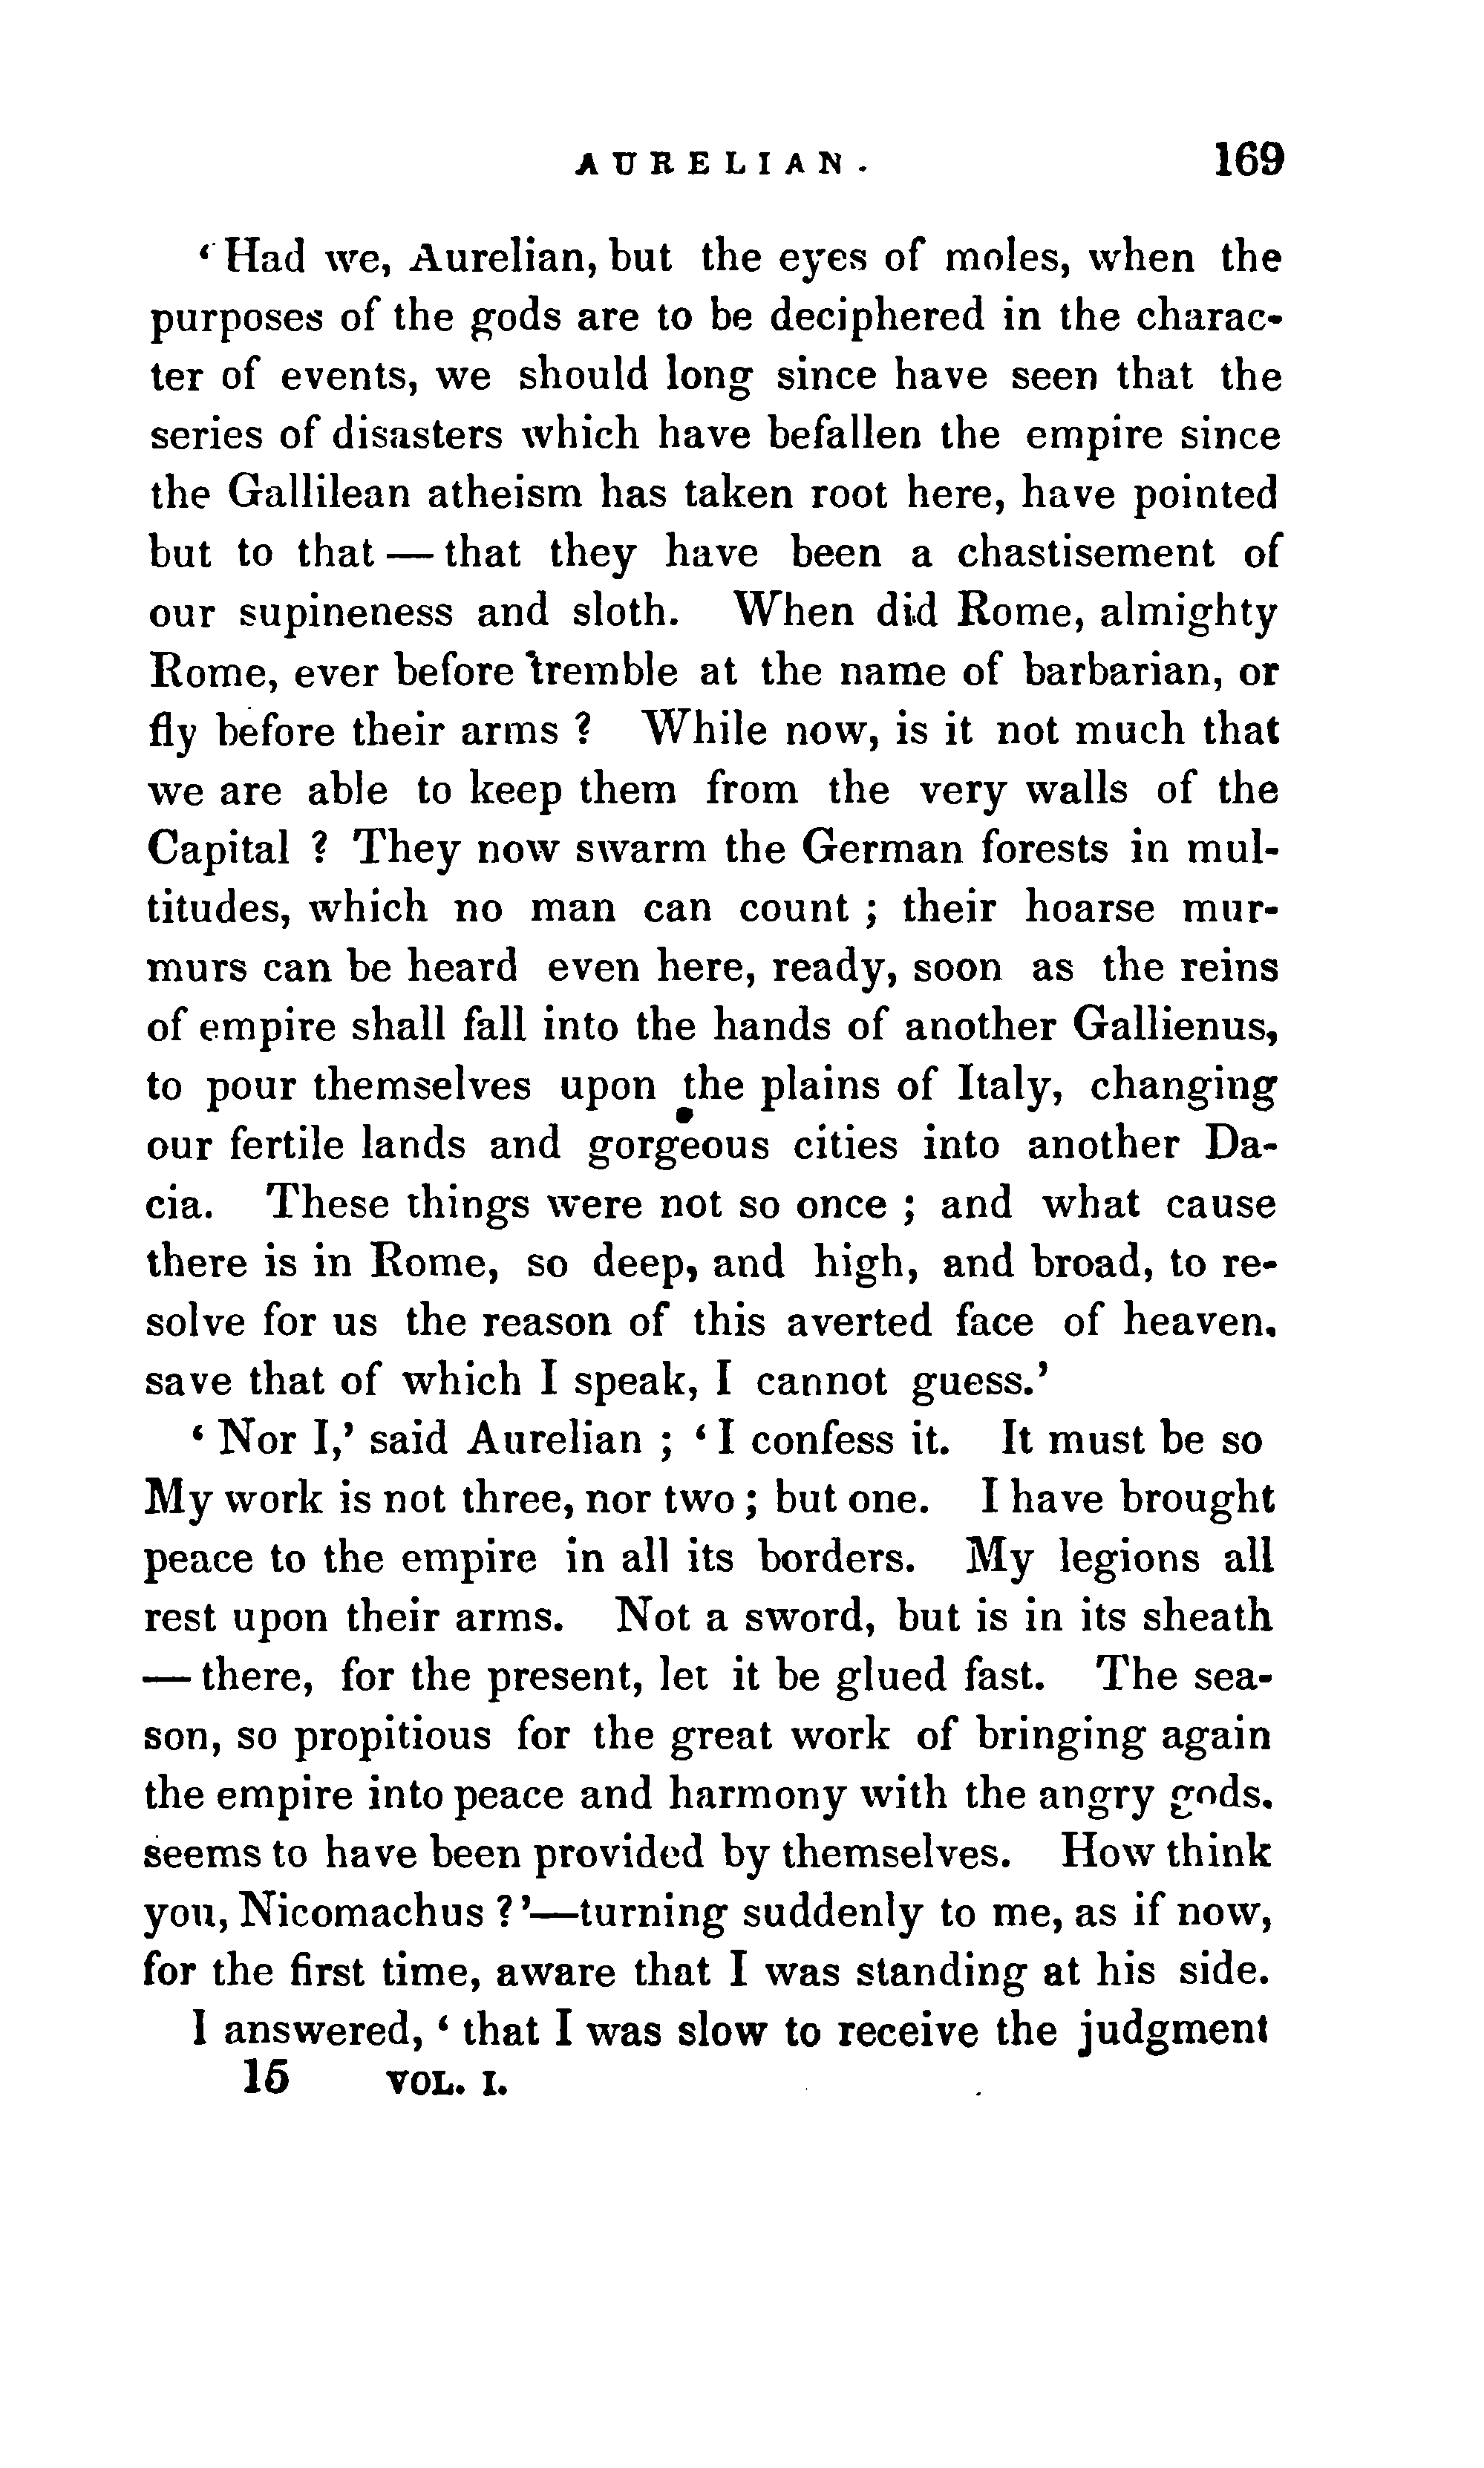 AURELIAN. 169
‘Had we, Aurelian, but the eyes of moles, when the
purposes of the gods are to be deciphered in the charac-
ter of events, we should long since have seen that the
series of disasters which have befallen the empire since
the Gallilean atheism has taken root here, have pointed
but to that — that they have been a chastisement of
our supineness and sloth. When did Rome, almighty
Rome, ever before tremble at the name of barbarian, or
fly before their arms ? While now, is it not much that
we are able to keep them from the very walls of the
Capital ? They now swarm the German forests in mul-
titudes, which no man can count ; their hoarse mur-
murs can be heard even here, ready, soon as the reins
of empire shall fall into the hands of another Gallienus,
to pour themselves upon the plains of Italy, changing
our fertile lands and gorgeous cities into another Da-
cia. These things were not so once ; and what cause
there is in Rome, so deep, and high, and broad, to re-
solve for us the reason of this averted face of heaven,
save that of which I speak, I cannot guess.’
‘ Nor I,’ said Aurelian ; ‘ I confess it. It must be so
My work is not three, nor two ; but one. I have brought
peace to the empire in all its borders. My legions all
rest upon their arms. Not a sword, but is in its sheath
— there, for the present, let it be glued fast. The sea-
son, so propitious for the great work of bringing again
the empire into peace and harmony with the angry gods,
seems to have been provided by themselves. How think
you, Nicomachus ? ’—turning suddenly to me, as if now,
for the first time, aware that I was standing at his side.
I answered, ‘ that I was slow to receive the judgment
15 VOL. I.